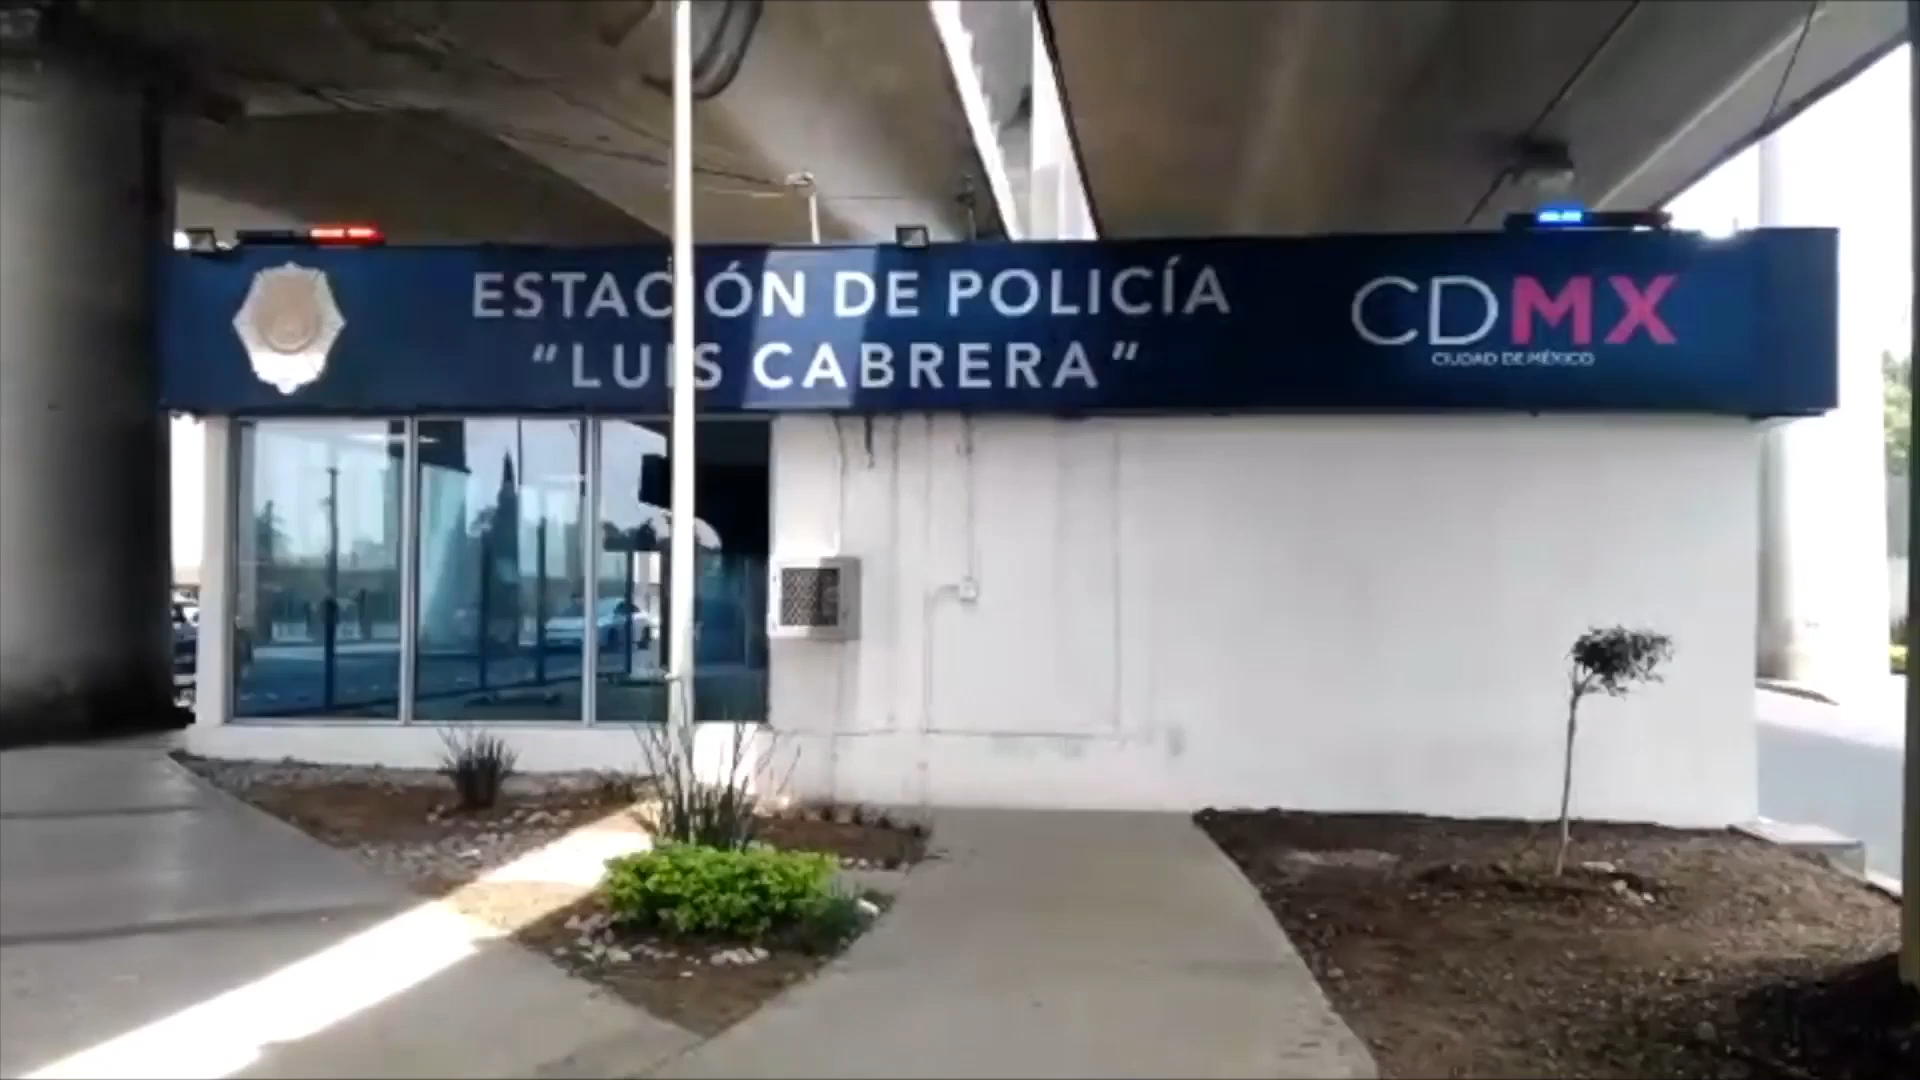 ESTACIÓN DE POLICÍA
“LUIS CABRERA”
CDMX
CIUDAD DE MÉXICO